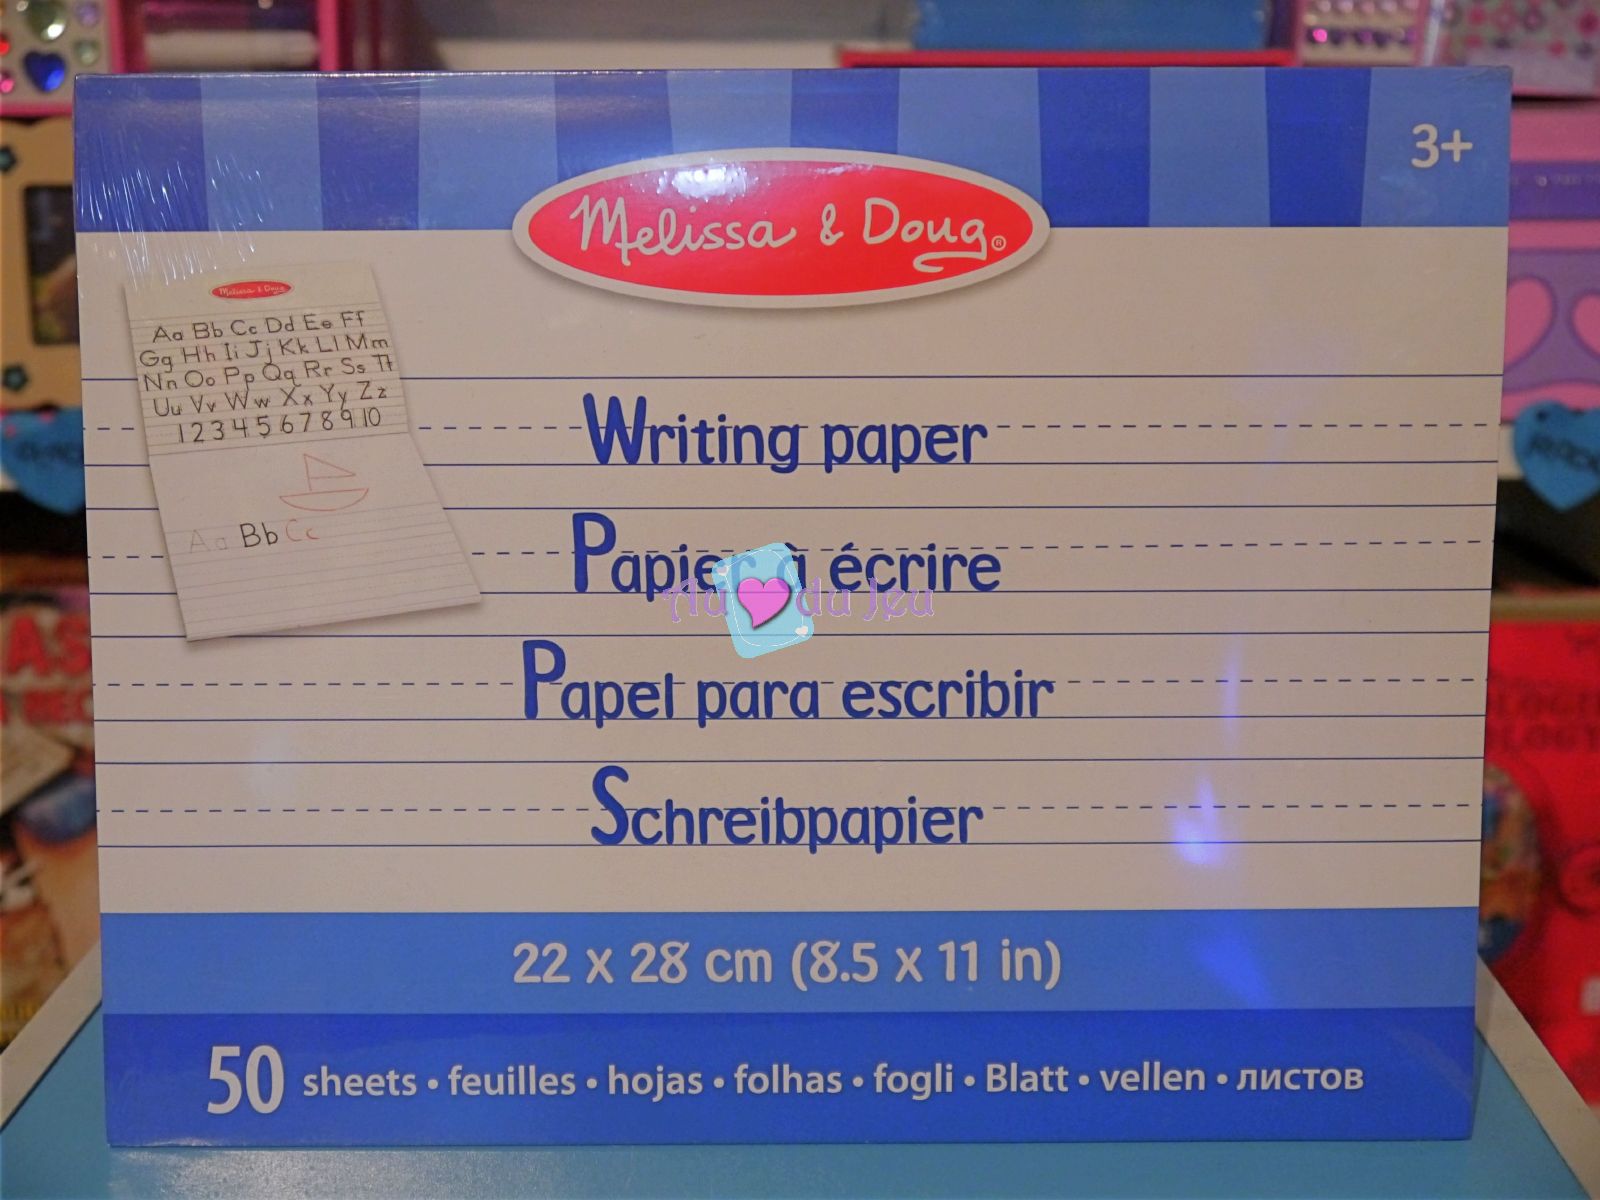 3+
Melissa & Doug®
Melissa & Doug
Aa Bb Cc Dd Ee Ff
Gg Hh Ii Jj Kk Ll Mm
Nn Oo Pp Qq Rr Ss Tt
Uu Vv Ww Xx Yy Zz
1 2 3 4 5 6 7 8 9 10
Aa Bb Cc
Writing paper
Papier à écrire
Au du Jeu
Papel para escribir
Schreibpapier
22 x 28 cm (8.5 x 11 in)
50 sheets • feuilles • hojas • folhas • fogli • Blatt • vellen • листов